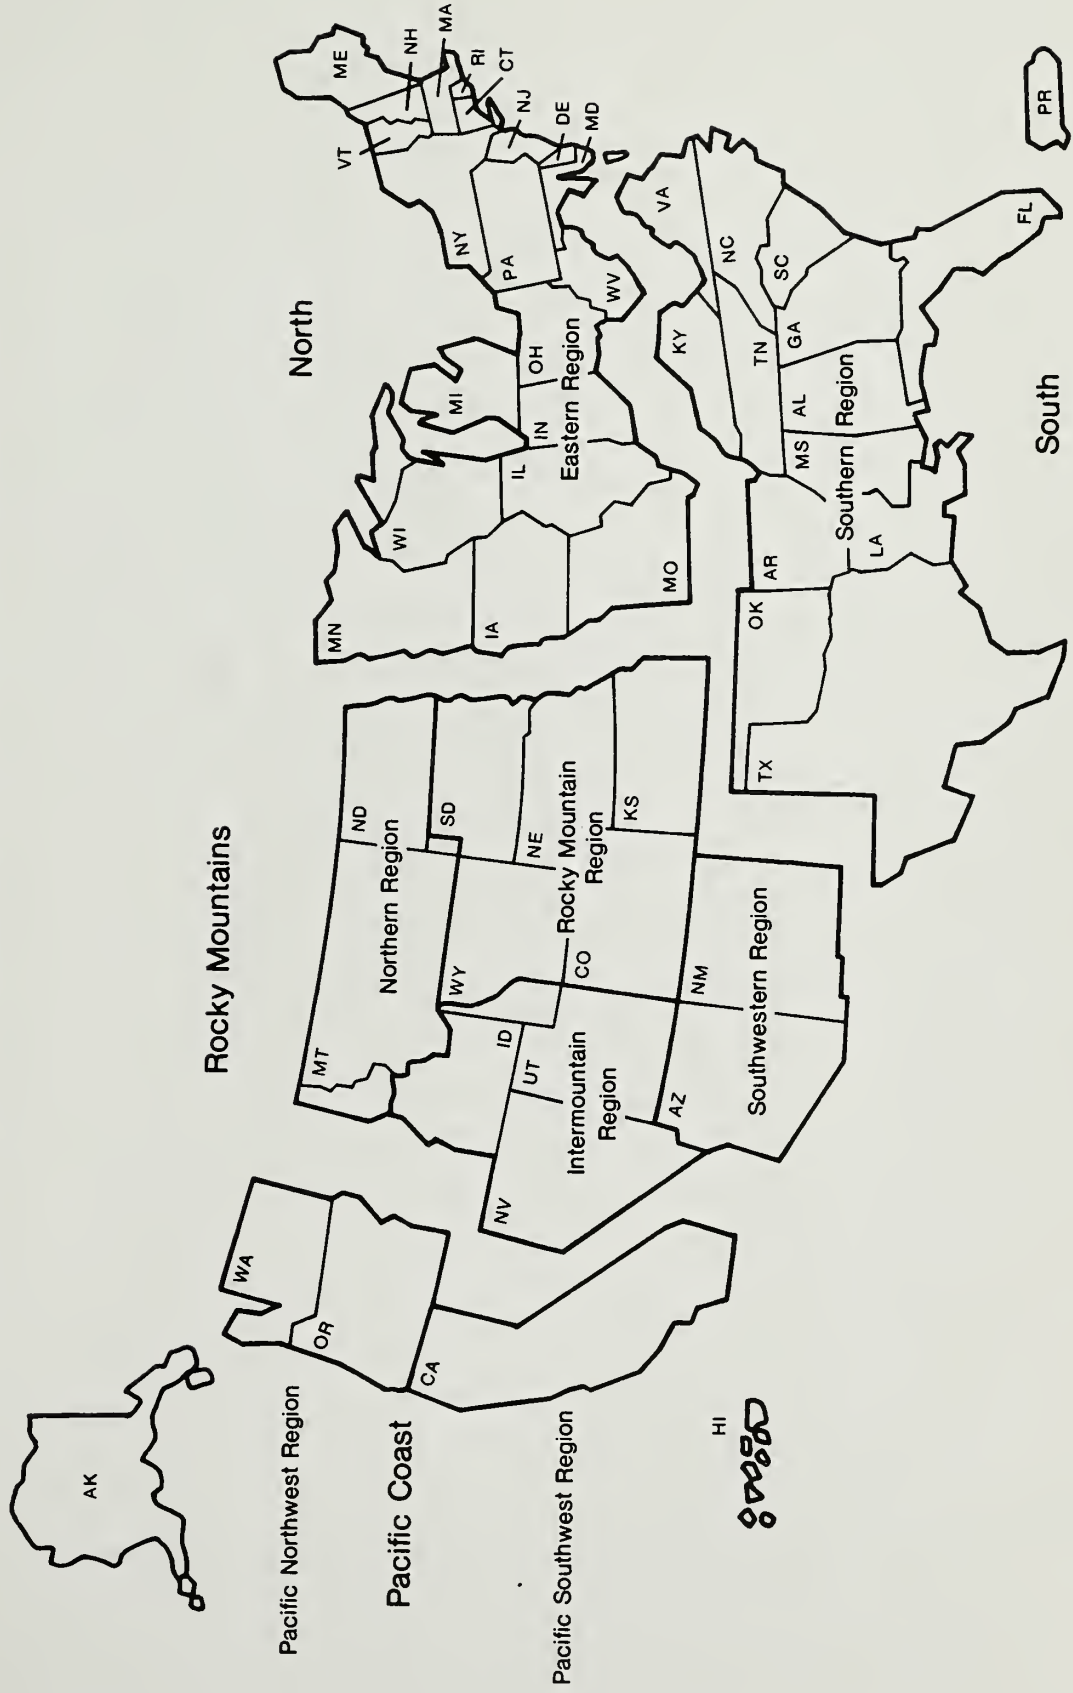 AK
Pacific Northwest Region
WA
OR
Pacific Coast
CA
Pacific Southwest Region
HI
Rocky Mountains
MT
ND
Northern Region
SD
WY
ID
NE
Rocky Mountain
Region
KS
CO
UT
NV
Intermountain
Region
AZ
NM
Southwestern Region
North
MN
WI
MI
IA
IL
IN
OH
Eastern Region
MO
WV
PA
NY
VT
ME
NH
MA
RI
CT
NJ
DE
MD
KY
VA
TN
NC
SC
GA
AL
MS
Southern
Region
AR
LA
OK
TX
FL
South
PR